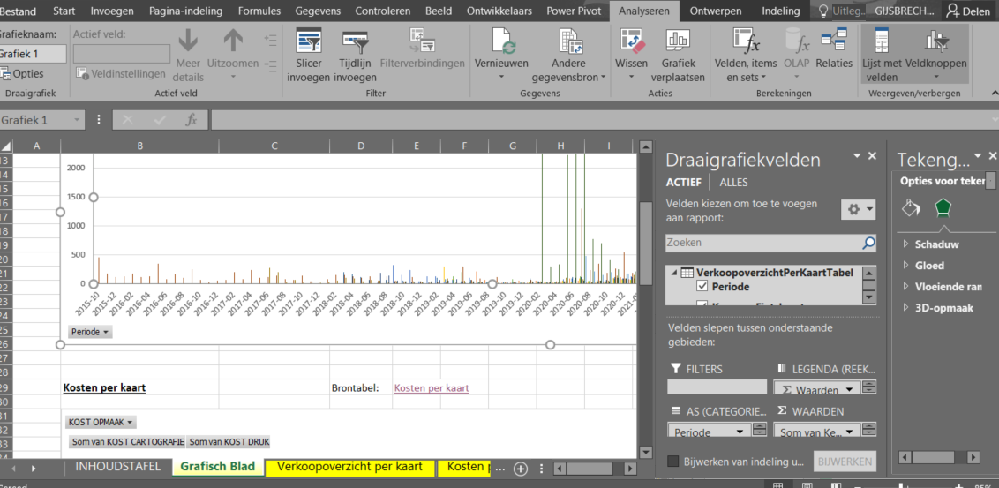 Bestand Start Invoegen Pagina-indeling Formules Gegevens Controleren Beeld Ontwikkelaars Power Pivot Analyseren Ontwerpen Indeling Uitleg.. GIJSBRECH... Delen
Grafieknaam:
Grafiek 1
Opties
Draaigrafiek
Actief veld:
Veldinstellingen
Meer details
Uitzoomen
Actief veld
Slicer invoegen
Tijdlijn invoegen
Filterverbindingen
Filter
Vernieuwen
Andere gegevensbron
Gegevens
Wissen
Grafiek verplaatsen
Acties
Velden, items en sets
OLAP
Relaties
Berekeningen
Lijst met velden
Veldknoppen
Weergeven/verbergen
Grafiek 1
fx
A B C D E F G H I
13
14
15
16
17
18
19
20
21
22
23
24
25
26
27
28
29
30
31
32
33
2000
1500
1000
500
0
2015-10 2015-12 2016-02 2016-04 2016-06 2016-08 2016-10 2016-12 2017-02 2017-04 2017-06 2017-08 2017-10 2017-12 2018-02 2018-04 2018-06 2018-08 2018-10 2018-12 2019-02 2019-04 2019-06 2019-08 2019-10 2019-12 2020-02 2020-04 2020-06 2020-08 2020-10 2020-12
Periode
Kosten per kaart Brontabel: Kosten per kaart
KOST OPMAAK
Som van KOST CARTOGRAFIE Som van KOST DRUK
INHOUDSTAFEL Grafisch Blad Verkoopoverzicht per kaart Kosten ...
Draaigrafiekvelden
ACTIEF ALLES
Velden kiezen om toe te voegen
aan rapport:
Zoeken
VerkoopoverzichtPerKaartTabel
Periode
Velden slepen tussen onderstaande
gebieden:
FILTERS
LEGENDA (REEK...
Σ Waarden
AS (CATEGORIE...
Σ WAARDEN
Periode
Som van Ke...
Bijwerken van indeling u...
BIJWERKEN
Tekeng...
Opties voor teken
Schaduw
Gloed
Vloeiende ran
3D-opmaak
85%